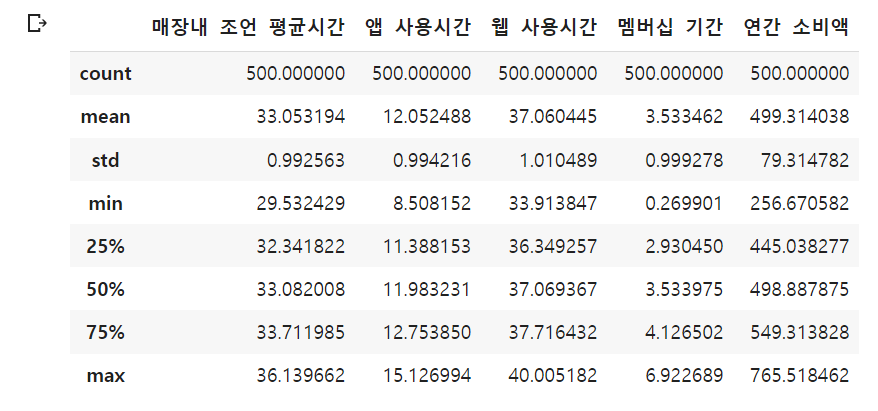 매장내 조언 평균시간 앱 사용시간 웹 사용시간 멤버십 기간 연간 소비액
count 500.000000 500.000000 500.000000 500.000000 500.000000
mean 33.053194 12.052488 37.060445 3.533462 499.314038
std 0.992563 0.994216 1.010489 0.999278 79.314782
min 29.532429 8.508152 33.913847 0.269901 256.670582
25% 32.341822 11.388153 36.349257 2.930450 445.038277
50% 33.082008 11.983231 37.069367 3.533975 498.887875
75% 33.711985 12.753850 37.716432 4.126502 549.313828
max 36.139662 15.126994 40.005182 6.922689 765.518462